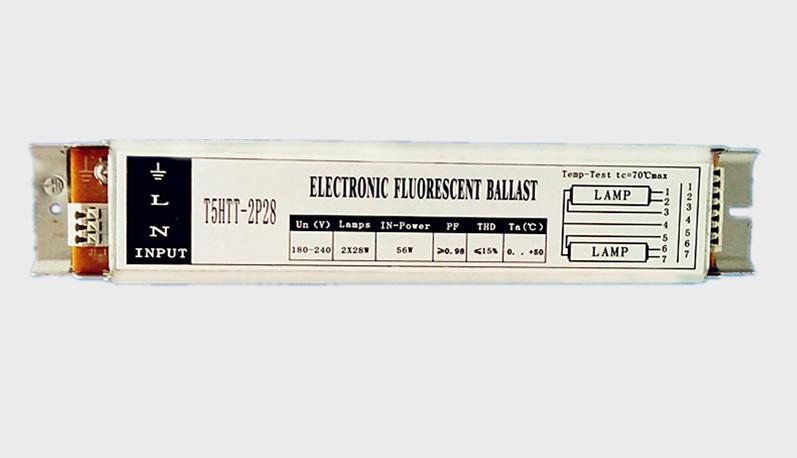 ⏚
L
N
INPUT
T5HTT-2P28
ELECTRONIC FLUORESCENT BALLAST
Un (V) Lamps IN-Power PF THD Ta(℃)
180-240 2X28W 56W ≥0.98 ≤15% 0. . +50
Temp-Test tc=70℃max
LAMP
LAMP
1
2
3
4
5
6
7
1
2
3
4
5
6
7